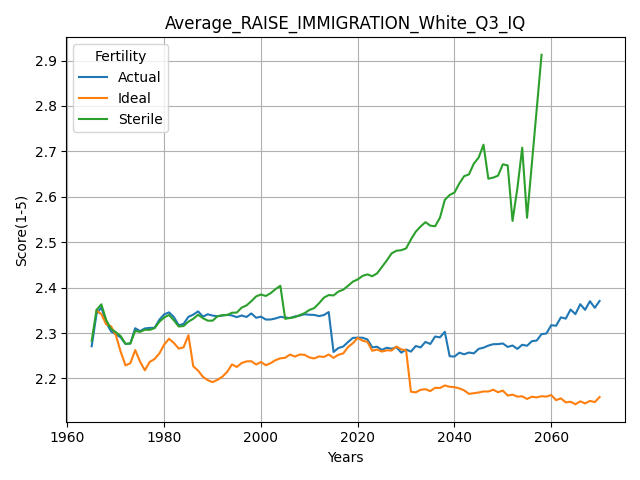 Average_RAISE_IMMIGRATION_White_Q3_IQ
Fertility
Actual
Ideal
Sterile
Score(1-5)
2.9
2.8
2.7
2.6
2.5
2.4
2.3
2.2
1960
1980
2000
2020
2040
2060
Years